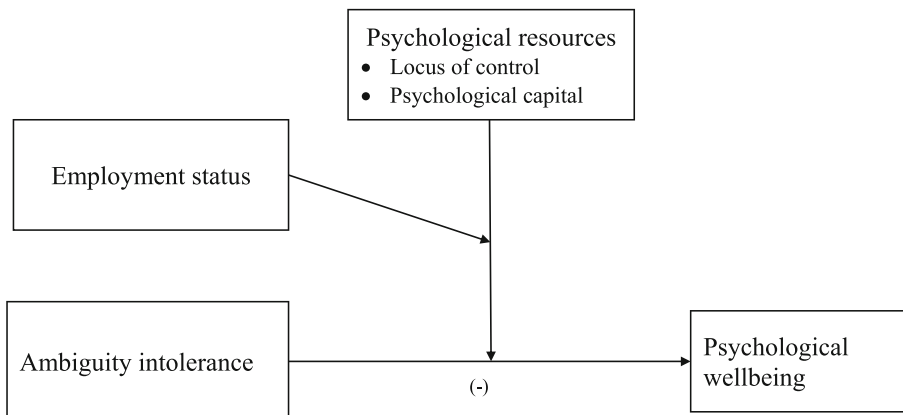 Psychological resources
• Locus of control
• Psychological capital
Employment status
Ambiguity intolerance
(-)
Psychological
wellbeing